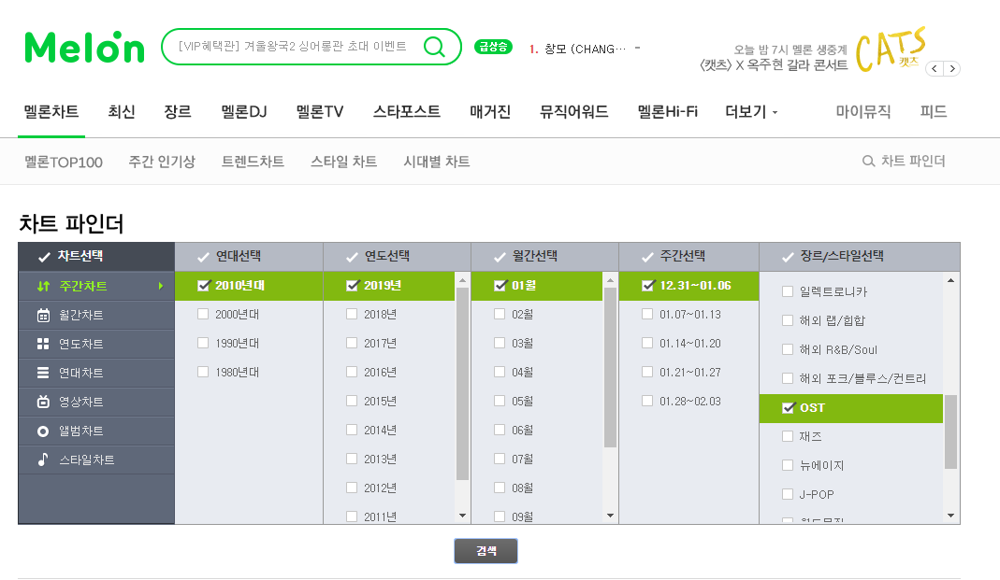 Melon
[VIP혜택관] 겨울왕국2 싱어롱관 초대 이벤트
급상승 1. 창모 (CHANG…
오늘 밤 7시 멜론 생중계
〈캣츠〉 X 옥주현 갈라 콘서트
CATS 캣츠
멜론차트 최신 장르 멜론DJ 멜론TV 스타포스트 매거진 뮤직어워드 멜론Hi-Fi 더보기 마이뮤직 피드
멜론TOP100 주간 인기상 트렌드차트 스타일 차트 시대별 차트 차트 파인더
차트 파인더
차트선택 연대선택 연도선택 월간선택 주간선택 장르/스타일선택
주간차트 2010년대 2019년 01월 12.31~01.06 일렉트로니카
월간차트 2000년대 2018년 02월 01.07~01.13 해외 랩/힙합
연도차트 1990년대 2017년 03월 01.14~01.20 해외 R&B/Soul
연대차트 1980년대 2016년 04월 01.21~01.27 해외 포크/블루스/컨트리
영상차트 2015년 05월 01.28~02.03 OST
앨범차트 2014년 06월 재즈
스타일차트 2013년 07월 뉴에이지
2012년 08월 J-POP
2011년 09월
검색